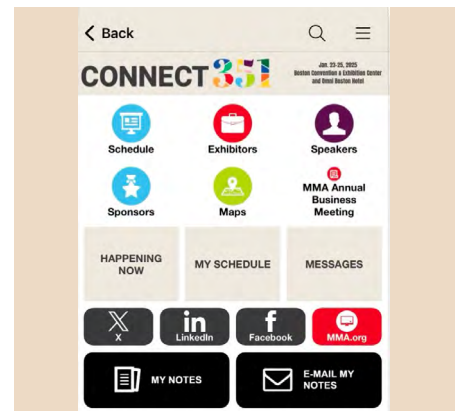 Back
CONNECT351
Jan. 23-25, 2025
Boston Convention & Exhibition Center
and Omni Boston Hotel
Schedule
Exhibitors
Speakers
Sponsors
Maps
MMA Annual
Business
Meeting
HAPPENING
NOW
MY SCHEDULE
MESSAGES
X
LinkedIn
Facebook
MMA.org
MY NOTES
E-MAIL MY
NOTES